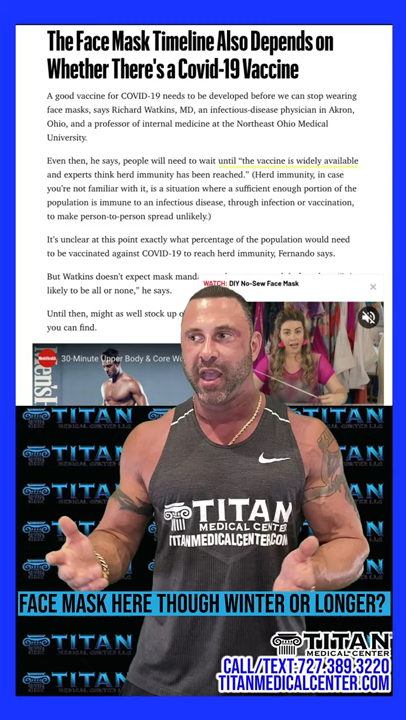 The Face Mask Timeline Also Depends on
Whether There's a Covid-19 Vaccine
A good vaccine for COVID-19 needs to be developed before we can stop wearing
face masks, says Richard Watkins, MD, an infectious-disease physician in Akron,
Ohio, and a professor of internal medicine at the Northeast Ohio Medical
University.
Even then, he says, people will need to wait until "the vaccine is widely available
and experts think herd immunity has been reached." (Herd immunity, in case
you're not familiar with it, is a situation where a sufficient enough portion of the
population is immune to an infectious disease, through infection or vaccination,
to make person-to-person spread unlikely.)
It's unclear at this point exactly what percentage of the population would need
to be vaccinated against COVID-19 to reach herd immunity, Fernando says.
But Watkins doesn't expect mask mand
likely to be all or none," he says.
Until then, might as well stock up o
you can find.
WATCH: DIY No-Sew Face Mask
30-Minute Upper Body & Core Wo
Men's H
TITAN
MEDICAL CENTER
TITANMEDICALCENTER.COM
FACE MASK HERE THOUGH WINTER OR LONGER?
TITAN
CALL/TEXT:727.389.3220
TITANMEDICALCENTER.COM